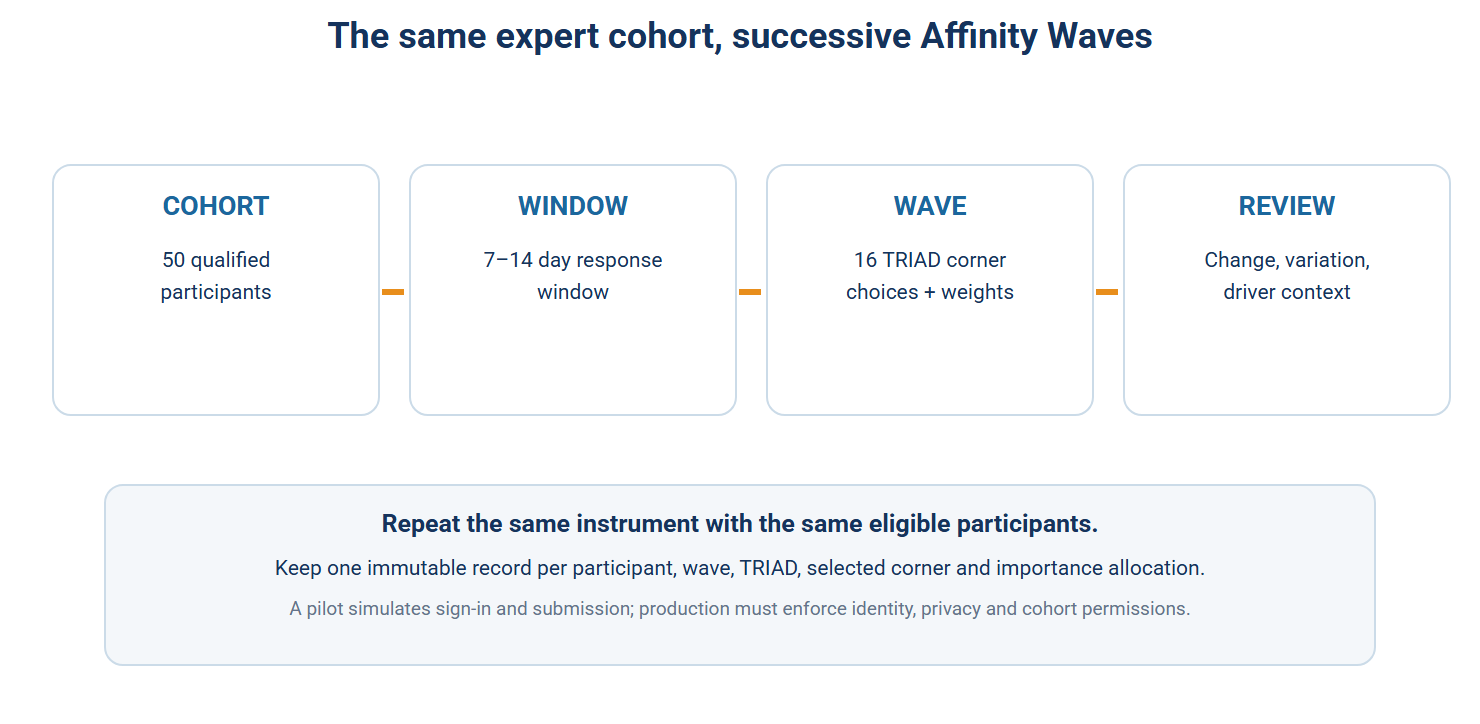 The same expert cohort, successive Affinity Waves
COHORT
50 qualified
participants
WINDOW
7–14 day response
window
WAVE
16 TRIAD corner
choices + weights
REVIEW
Change, variation,
driver context
Repeat the same instrument with the same eligible participants.
Keep one immutable record per participant, wave, TRIAD, selected corner and importance allocation.
A pilot simulates sign-in and submission; production must enforce identity, privacy and cohort permissions.